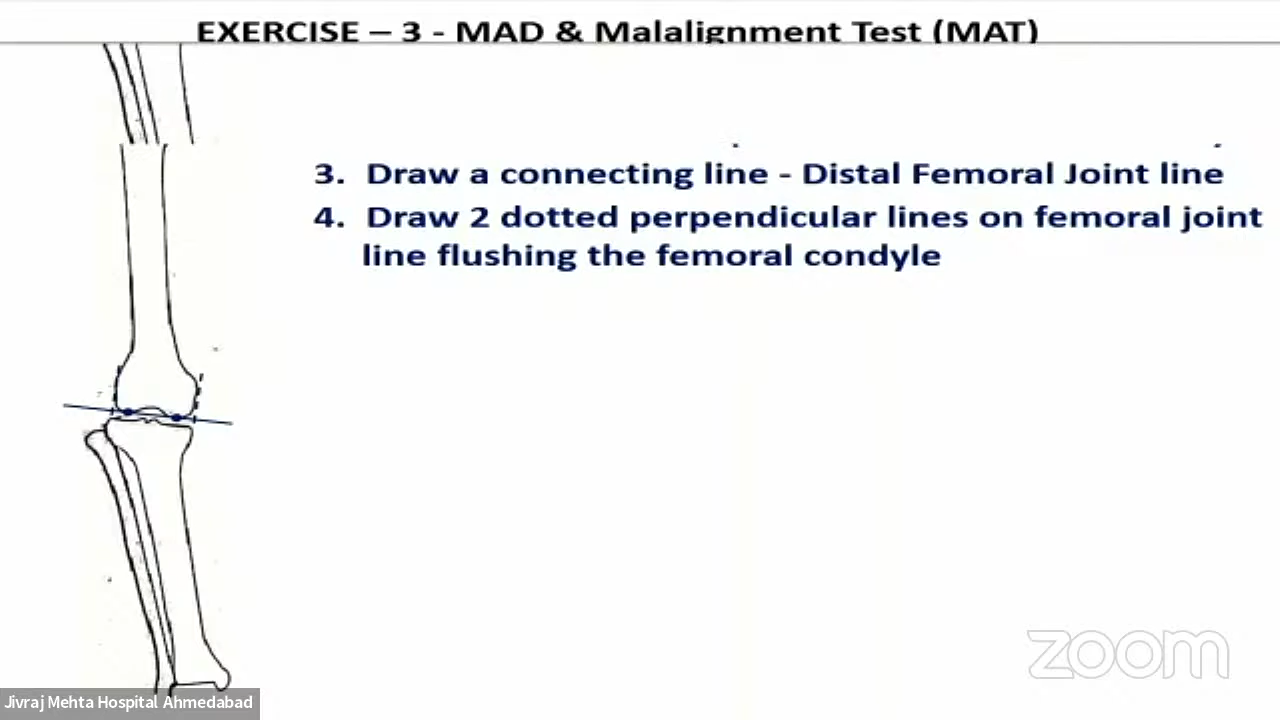 EXERCISE – 3 - MAD & Malalignment Test (MAT)
3. Draw a connecting line - Distal Femoral Joint line
4. Draw 2 dotted perpendicular lines on femoral joint
line flushing the femoral condyle
zoom
Jivraj Mehta Hospital Ahmedabad